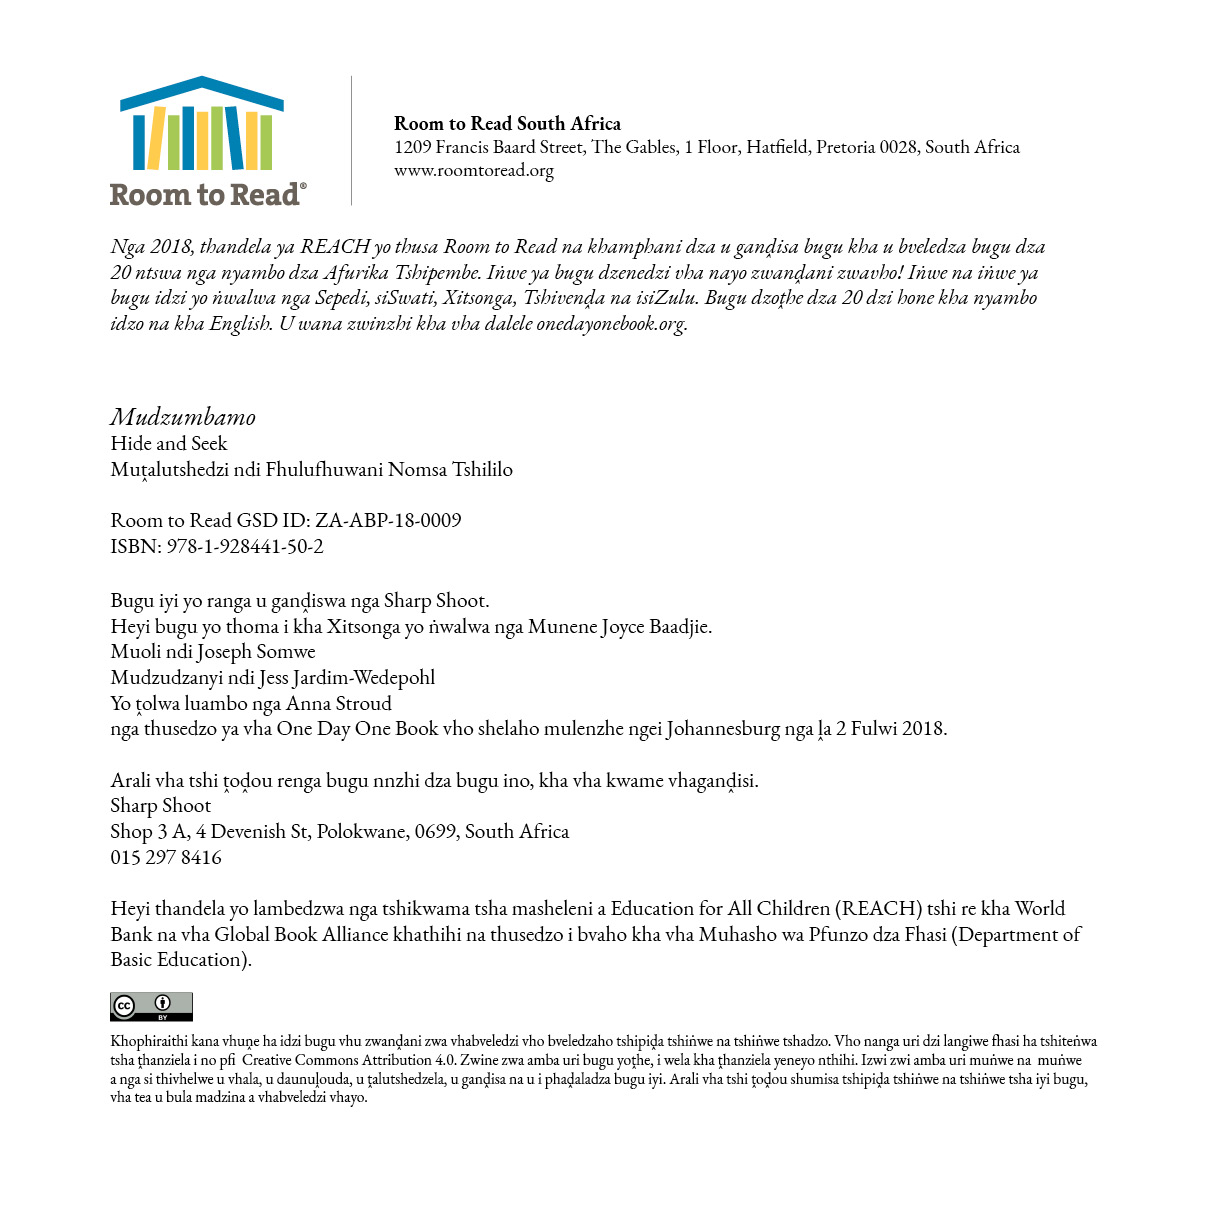 Room to Read®
Room to Read South Africa
1209 Francis Baard Street, The Gables, 1 Floor, Hatfield, Pretoria 0028, South Africa
www.roomtoread.org
Nga 2018, thandela ya REACH yo thusa Room to Read na khamphani dza u ganḓisa bugu kha u bveledza bugu dza
20 ntswa nga nyambo dza Afurika Tshipembe. Iṅwe ya bugu dzenedzi vha nayo zwanḓani zwavho! Iṅwe na iṅwe ya
bugu idzi yo ṅwalwa nga Sepedi, siSwati, Xitsonga, Tshivenḓa na isiZulu. Bugu dzoṱhe dza 20 dzi hone kha nyambo
idzo na kha English. U wana zwinzhi kha vha dalele onedayonebook.org.
Mudzumbamo
Hide and Seek
Muṱalutshedzi ndi Fhulufhuwani Nomsa Tshililo
Room to Read GSD ID: ZA-ABP-18-0009
ISBN: 978-1-928441-50-2
Bugu iyi yo ranga u ganḓiswa nga Sharp Shoot.
Heyi bugu yo thoma i kha Xitsonga yo ṅwalwa nga Munene Joyce Baadjie.
Muoli ndi Joseph Somwe
Mudzudzanyi ndi Jess Jardim-Wedepohl
Yo ṱolwa luambo nga Anna Stroud
nga thusedzo ya vha One Day One Book vho shelaho mulenzhe ngei Johannesburg nga ḽa 2 Fulwi 2018.
Arali vha tshi ṱoḓou renga bugu nnzhi dza bugu ino, kha vha kwame vhaganḓisi.
Sharp Shoot
Shop 3 A, 4 Devenish St, Polokwane, 0699, South Africa
015 297 8416
Heyi thandela yo lambedzwa nga tshikwama tsha masheleni a Education for All Children (REACH) tshi re kha World
Bank na vha Global Book Alliance khathihi na thusedzo i bvaho kha vha Muhasho wa Pfunzo dza Fhasi (Department of
Basic Education).
cc BY
Khophiraithi kana vhuṋe ha idzi bugu vhu zwanḓani zwa vhabveledzi vho bveledzaho tshipiḓa tshiṅwe na tshiṅwe tshadzo. Vho nanga uri dzi langiwe fhasi ha tshiteṅwa
tsha ṱhanziela i no pfi Creative Commons Attribution 4.0. Zwine zwa amba uri bugu yoṱhe, i wela kha ṱhanziela yeneyo nthihi. Izwi zwi amba uri muṅwe na muṅwe
a nga si thivhelwe u vhala, u daunuḽouda, u ṱalutshedzela, u ganḓisa na u i phaḓaladza bugu iyi. Arali vha tshi ṱoḓou shumisa tshipiḓa tshiṅwe na tshiṅwe tsha iyi bugu,
vha tea u bula madzina a vhabveledzi vhayo.